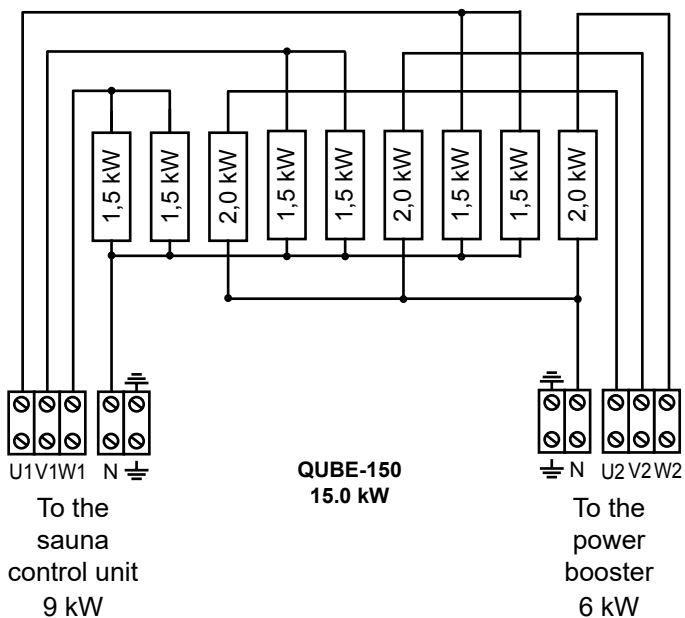 1,5 kW
1,5 kW
2,0 kW
1,5 kW
1,5 kW
2,0 kW
1,5 kW
1,5 kW
2,0 kW
U1 V1 W1 N
To the
sauna
control unit
9 kW
QUBE-150
15.0 kW
N U2 V2 W2
To the
power
booster
6 kW